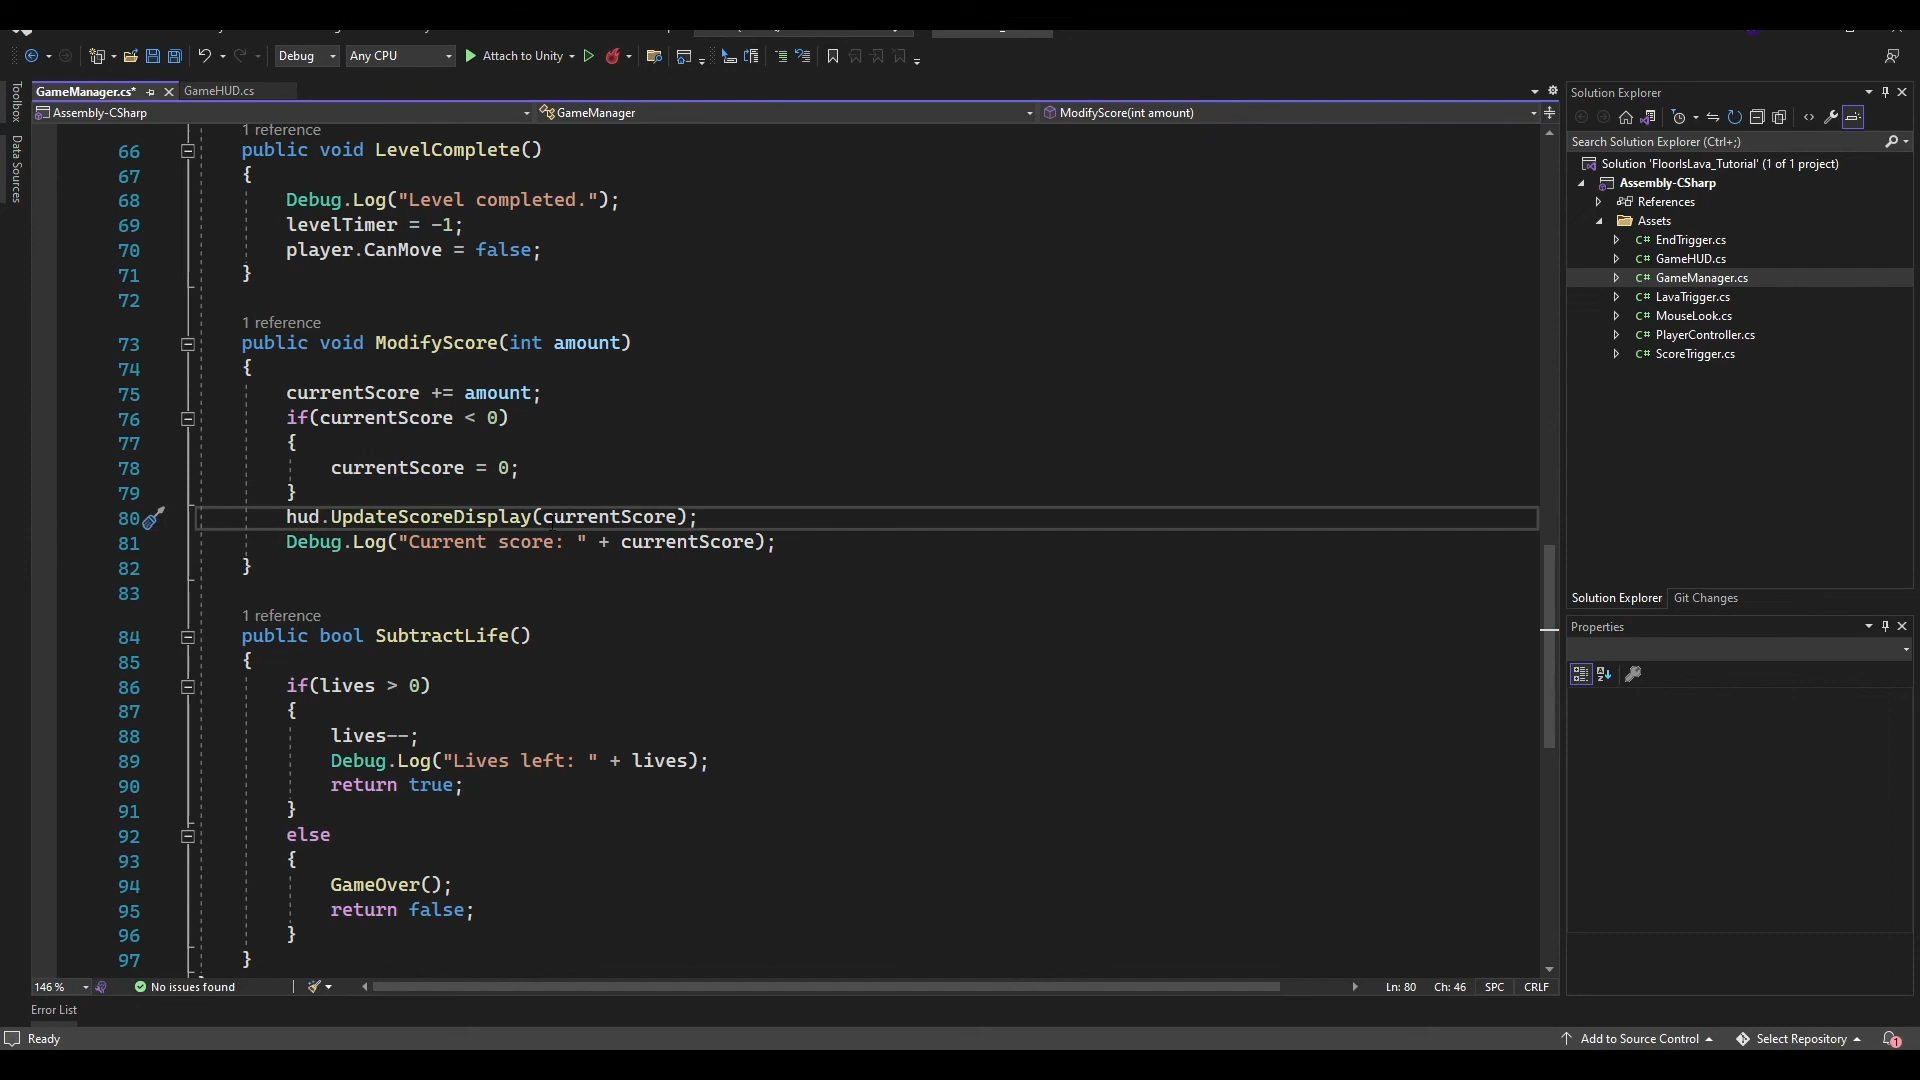 Debug Any CPU Attach to Unity
GameManager.cs* GameHUD.cs
Assembly-CSharp GameManager ModifyScore(int amount)
Toolbox
Data Sources
1 reference
66 public void LevelComplete()
67 {
68 Debug.Log("Level completed.");
69 levelTimer = -1;
70 player.CanMove = false;
71 }
72
1 reference
73 public void ModifyScore(int amount)
74 {
75 currentScore += amount;
76 if(currentScore < 0)
77 {
78 currentScore = 0;
79 }
80 hud.UpdateScoreDisplay(currentScore);
81 Debug.Log("Current score: " + currentScore);
82 }
83
1 reference
84 public bool SubtractLife()
85 {
86 if(lives > 0)
87 {
88 lives--;
89 Debug.Log("Lives left: " + lives);
90 return true;
91 }
92 else
93 {
94 GameOver();
95 return false;
96 }
97 }
146 % No issues found Ln: 80 Ch: 46 SPC CRLF
Error List
Ready Add to Source Control Select Repository 1
Solution Explorer
Search Solution Explorer (Ctrl+;)
Solution 'FloorIsLava_Tutorial' (1 of 1 project)
Assembly-CSharp
References
Assets
C# EndTrigger.cs
C# GameHUD.cs
C# GameManager.cs
C# LavaTrigger.cs
C# MouseLook.cs
C# PlayerController.cs
C# ScoreTrigger.cs
Solution Explorer Git Changes
Properties